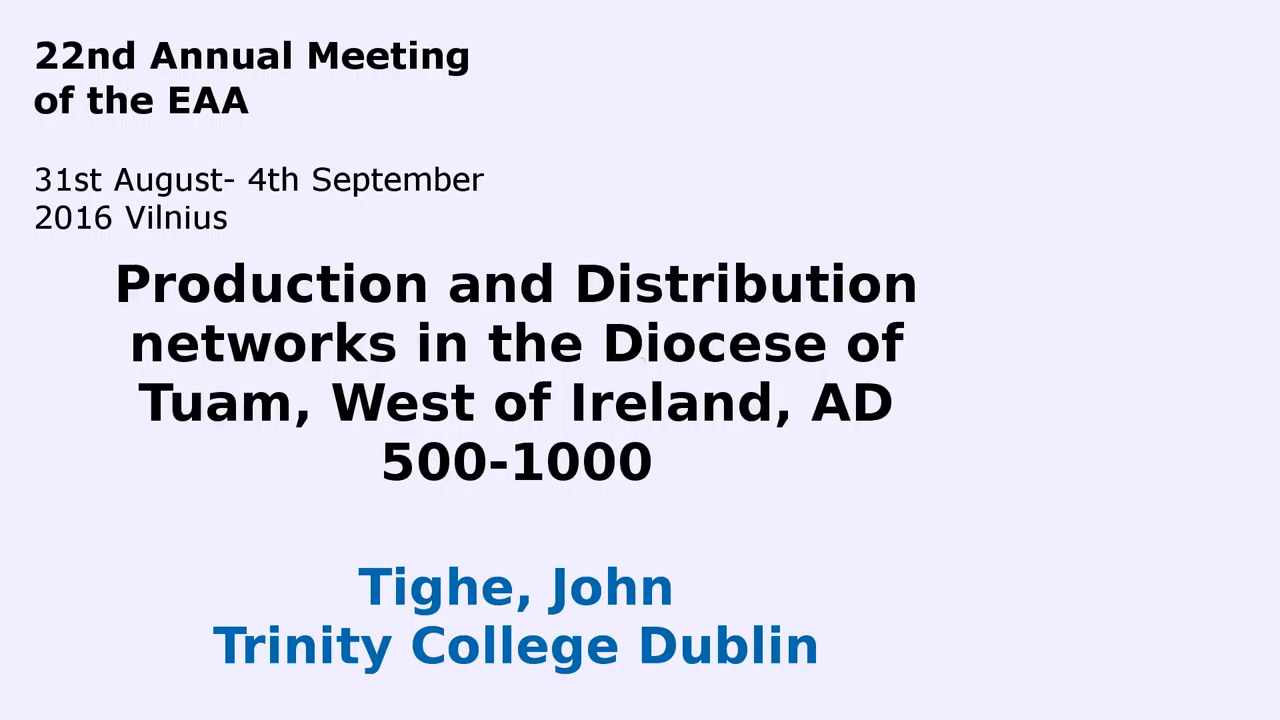 22nd Annual Meeting
of the EAA
31st August- 4th September
2016 Vilnius
Production and Distribution
networks in the Diocese of
Tuam, West of Ireland, AD
500-1000
Tighe, John
Trinity College Dublin